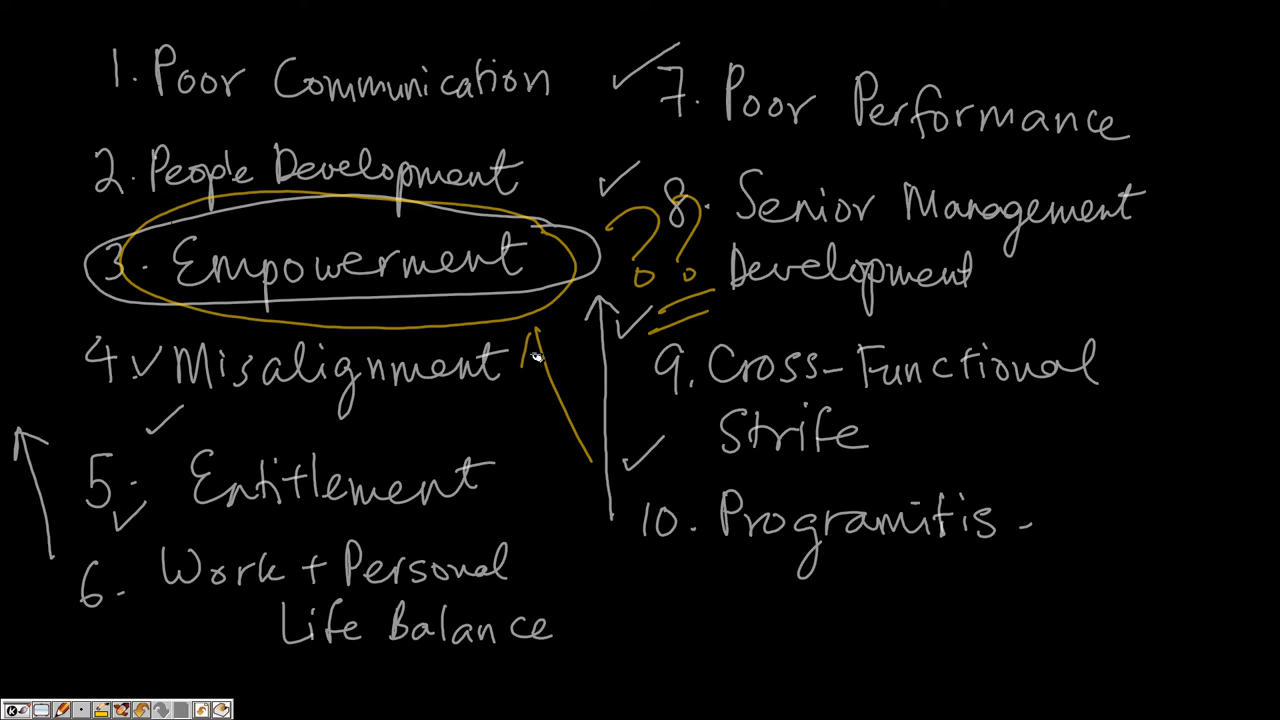 1. Poor Communication
2. People Development
3. Empowerment
4. Misalignment
5. Entitlement
6. Work + Personal
Life Balance
7. Poor Performance
8. Senior Management
Development
??
9. Cross-Functional
Strife
10. Programitis -